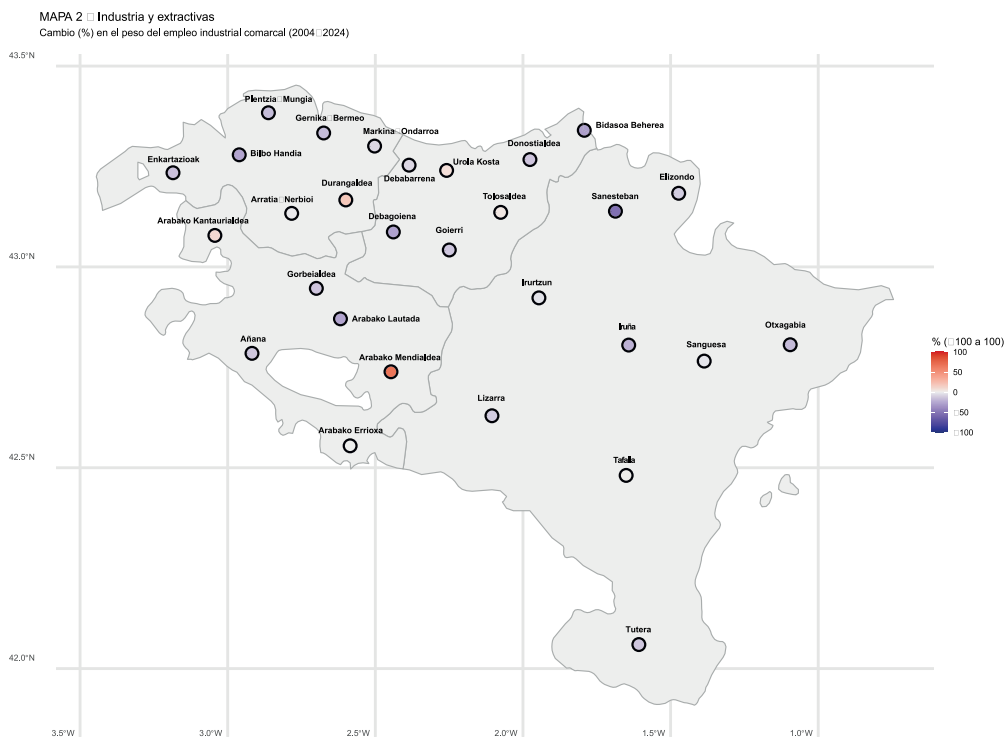 MAPA 2 □ Industria y extractivas
Cambio (%) en el peso del empleo industrial comarcal (2004□2024)
43.5°N
Plentzia□Mungia
Gernika□Bermeo
Markina□Ondarroa
Bidasoa Beherea
Bilbo Handia
Donostialdea
Enkartazioak
Urola Kosta
Debabarrena
Elizondo
Durangaldea
Arratia□Nerbioi
Tolosaldea
Sanesteban
Arabako Kantaurialdea
Debagoiena
Goierri
43.0°N
Gorbeialdea
Irurtzun
Arabako Lautada
Iruña
Otxagabia
Añana
Sanguesa
Arabako Mendialdea
% (□100 a 100)
100
50
0
□50
□100
Lizarra
Arabako Errioxa
42.5°N
Tafalla
Tutera
42.0°N
3.5°W
3.0°W
2.5°W
2.0°W
1.5°W
1.0°W